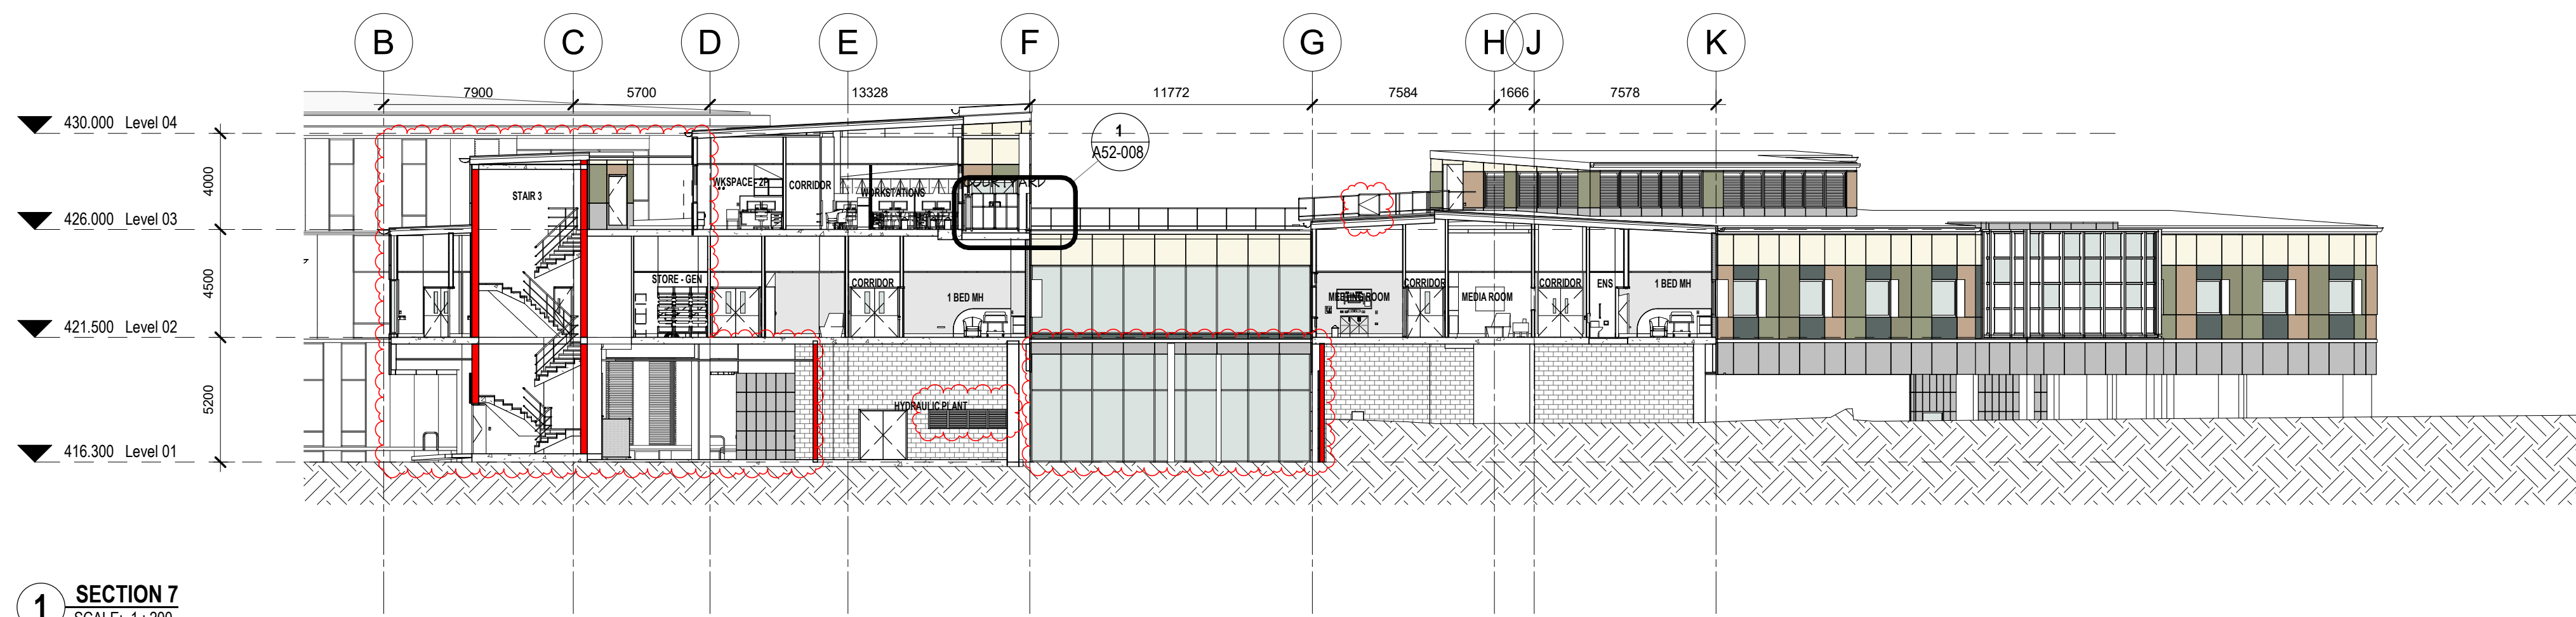 B C D E F G H J K
7900 5700 13328 11772 7584 1666 7578
430.000 Level 04
1
A52-008
4000
WKSPACE - 2P CORRIDOR WORKSTATIONS COURTYARD
STAIR 3
426.000 Level 03
4500
STORE - GEN CORRIDOR 1 BED MH MEETING ROOM CORRIDOR MEDIA ROOM CORRIDOR ENS 1 BED MH
421.500 Level 02
5200
HYDRAULIC PLANT
416.300 Level 01
1 SECTION 7
SCALE: 1 : 200